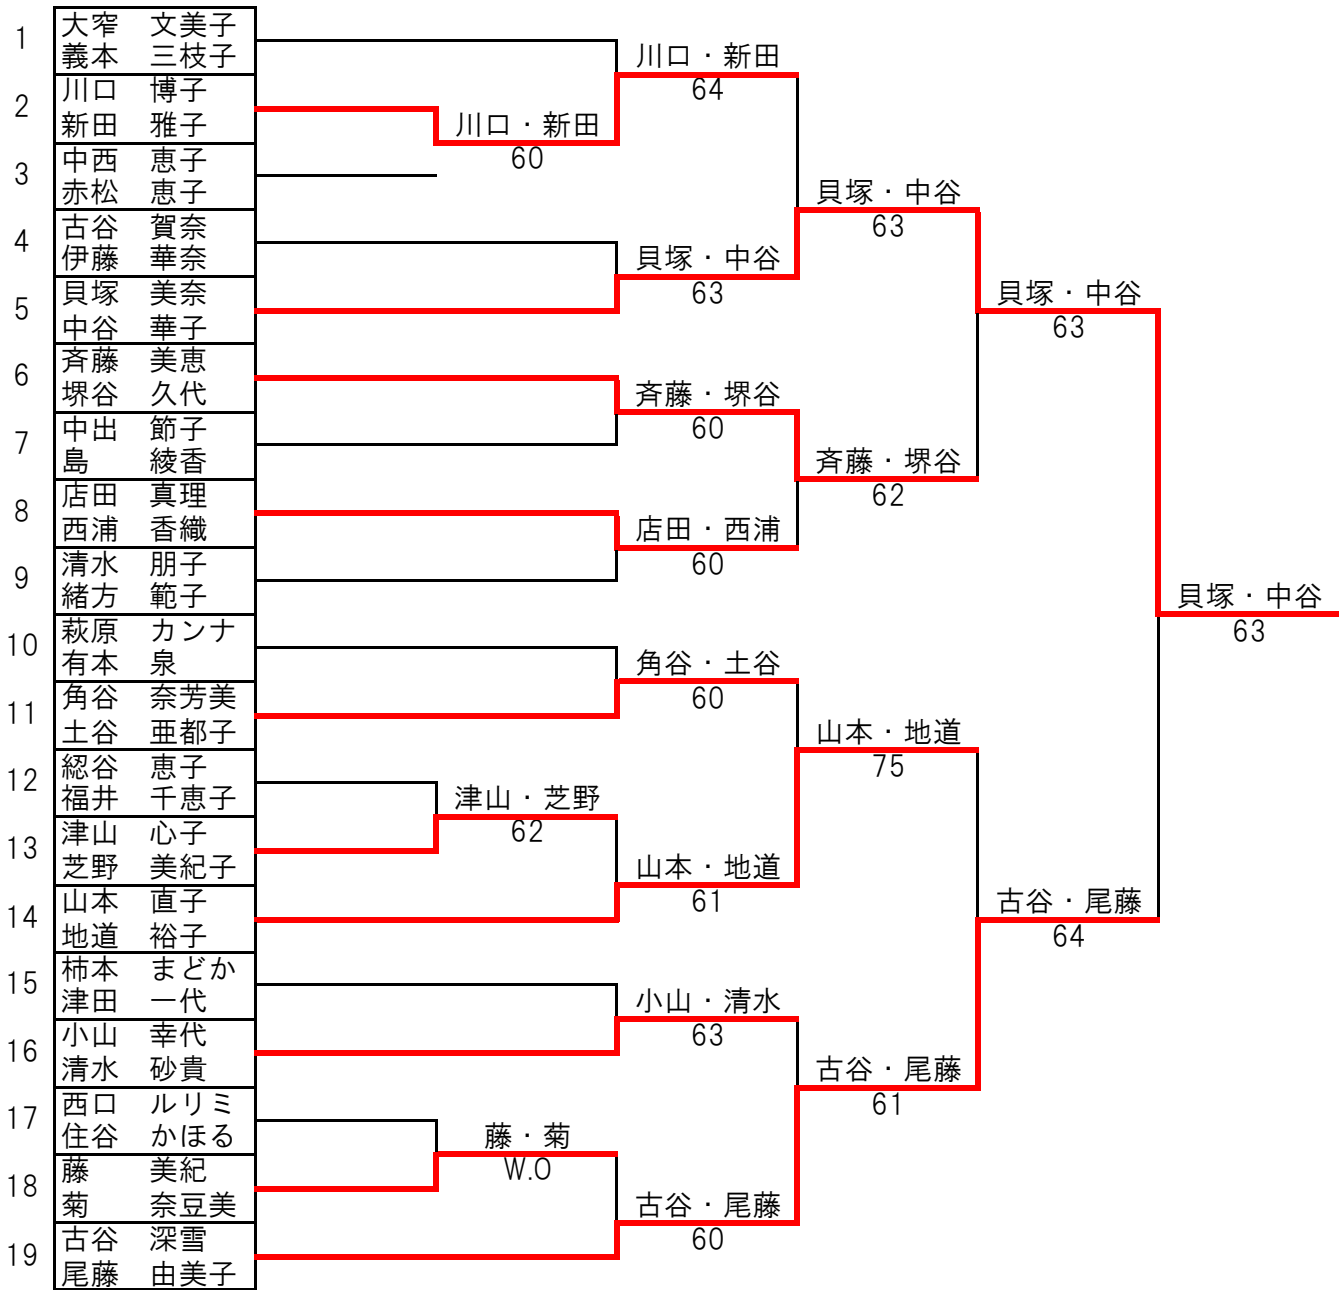 1
大窄 文美子
義本 三枝子
2
川口 博子
新田 雅子
3
中西 恵子
赤松 恵子
4
古谷 賀奈
伊藤 華奈
5
貝塚 美奈
中谷 華子
6
斉藤 美恵
堺谷 久代
7
中出 節子
島 綾香
8
店田 真理
西浦 香織
9
清水 朋子
緒方 範子
10
萩原 カンナ
有本 泉
11
角谷 奈芳美
土谷 亜都子
12
綛谷 恵子
福井 千恵子
13
津山 心子
芝野 美紀子
14
山本 直子
地道 裕子
15
柿本 まどか
津田 一代
16
小山 幸代
清水 砂貴
17
西口 ルリミ
住谷 かほる
18
藤 美紀
菊 奈豆美
19
古谷 深雪
尾藤 由美子
川口・新田
60
津山・芝野
62
藤・菊
W.O
川口・新田
64
貝塚・中谷
63
斉藤・堺谷
60
店田・西浦
60
角谷・土谷
60
山本・地道
61
小山・清水
63
古谷・尾藤
60
貝塚・中谷
63
斉藤・堺谷
62
山本・地道
75
古谷・尾藤
61
貝塚・中谷
63
古谷・尾藤
64
貝塚・中谷
63